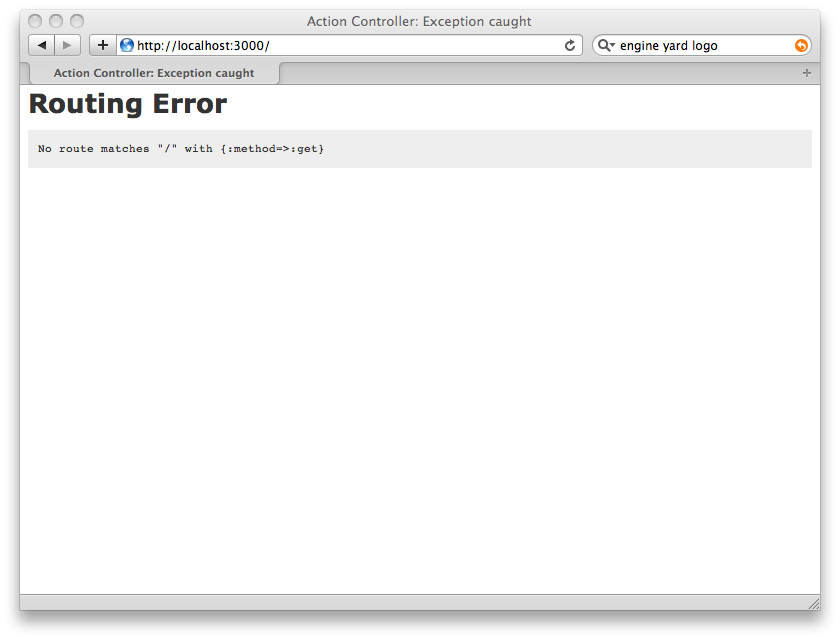 Action Controller: Exception caught
http://localhost:3000/
engine yard logo
Action Controller: Exception caught
Routing Error
No route matches "/" with {:method=>:get}